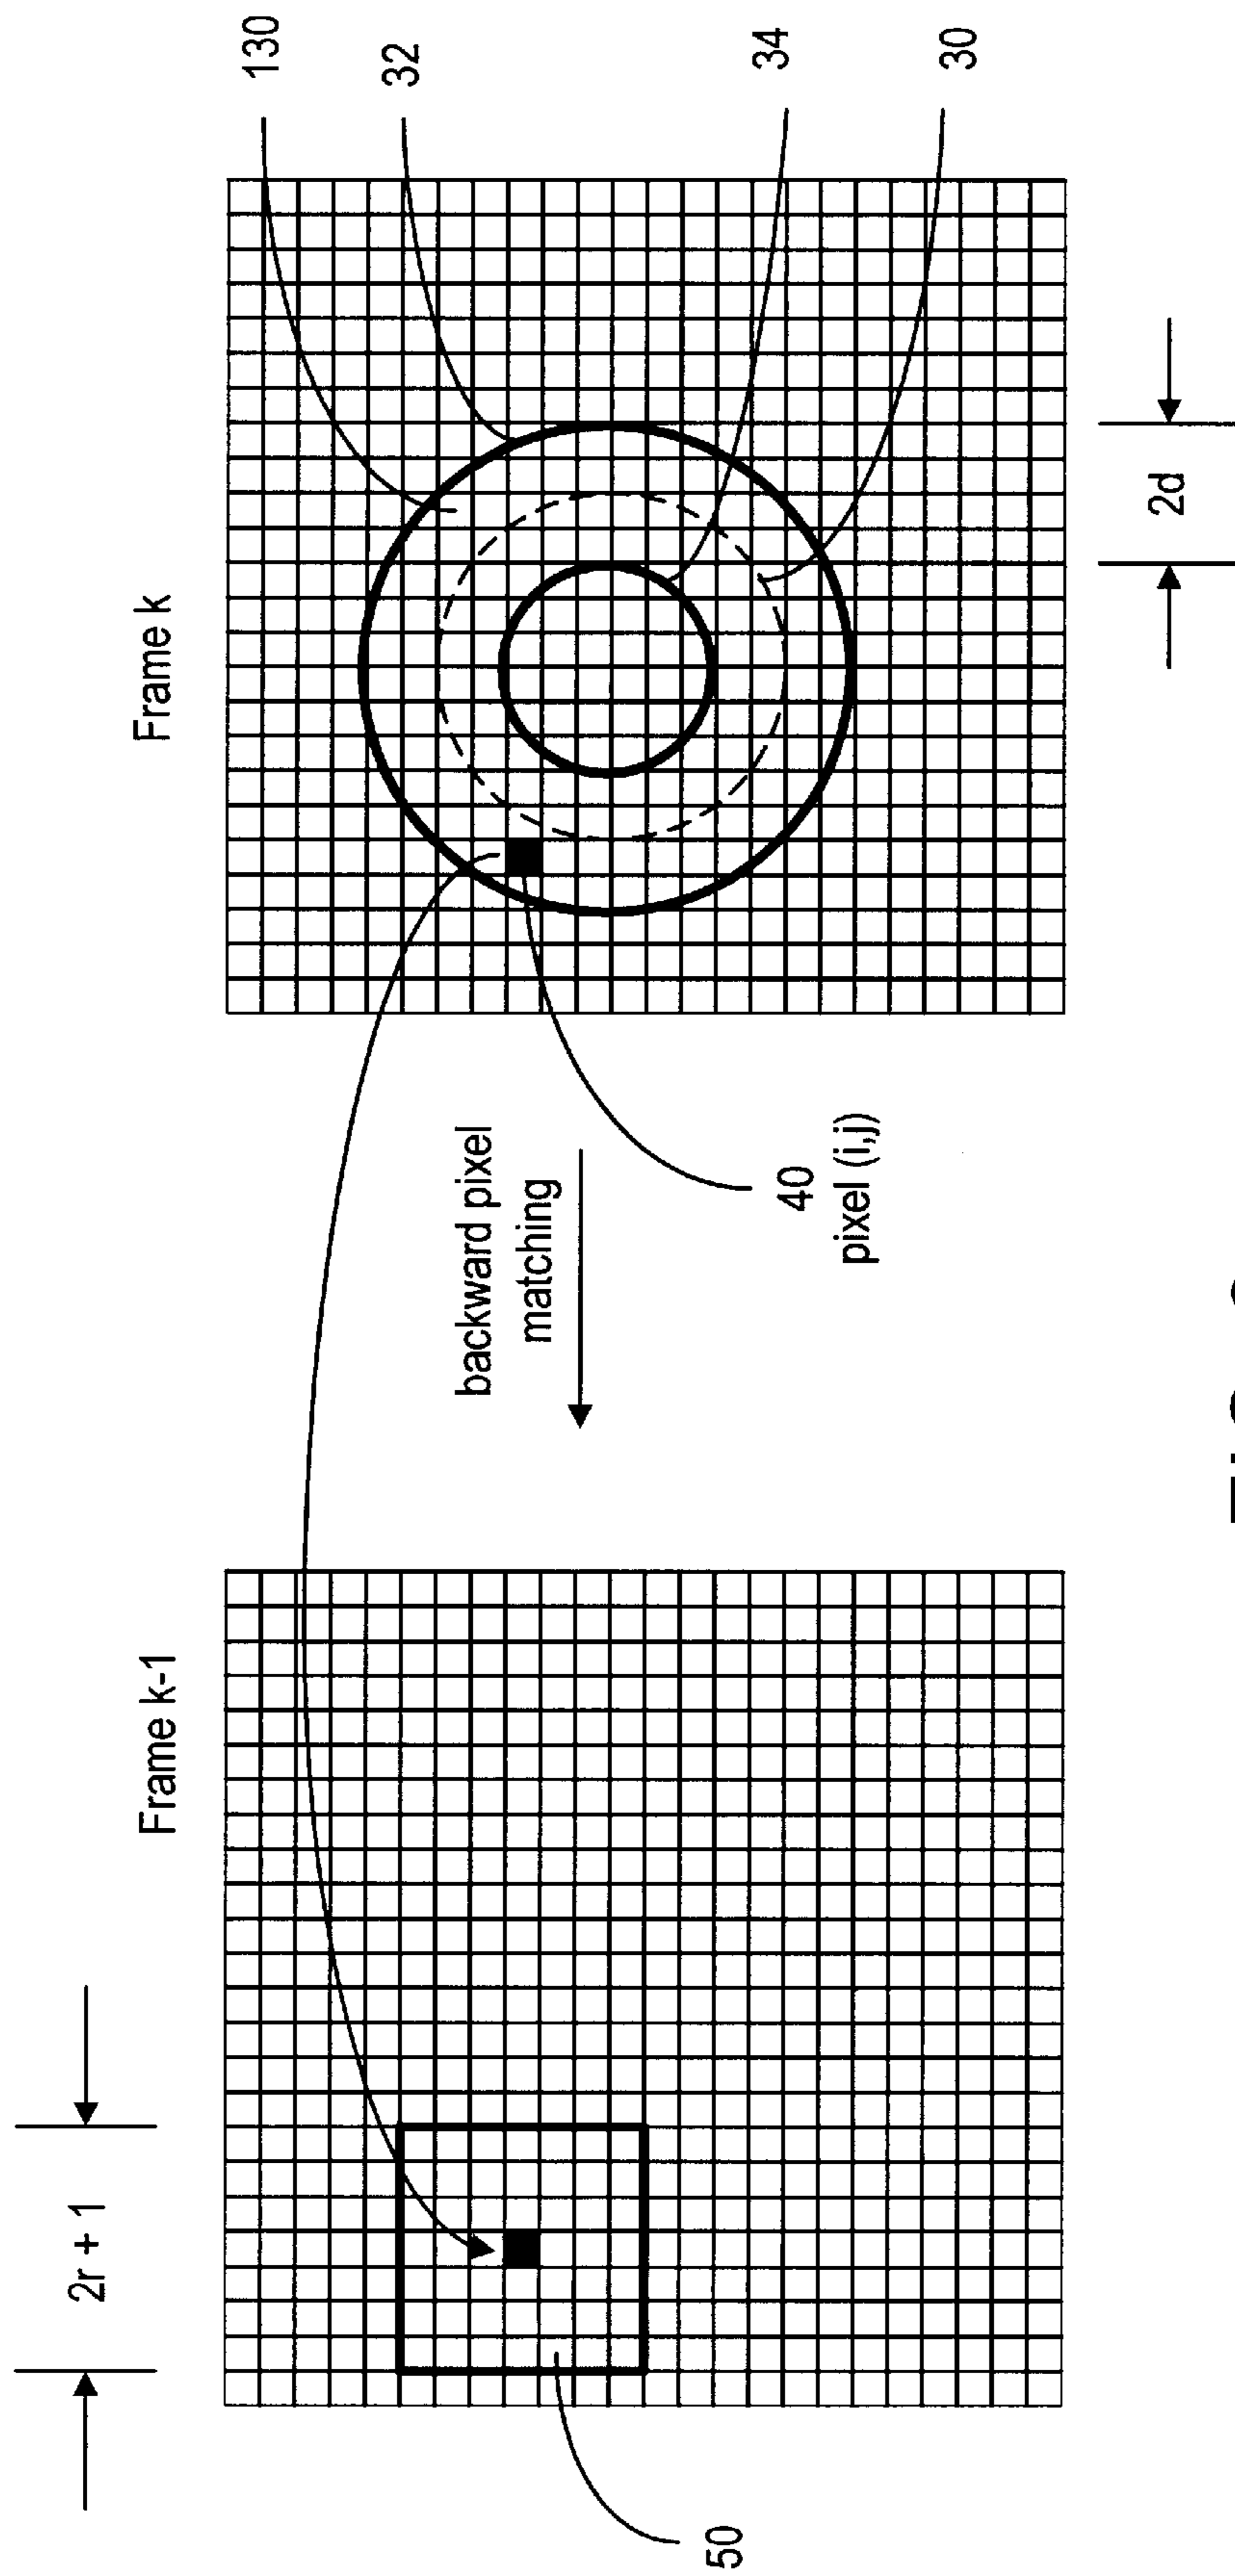 Frame k-1
Frame k
2r + 1
130
32
backward pixel
matching
40
pixel (i,j)
34
30
50
2d